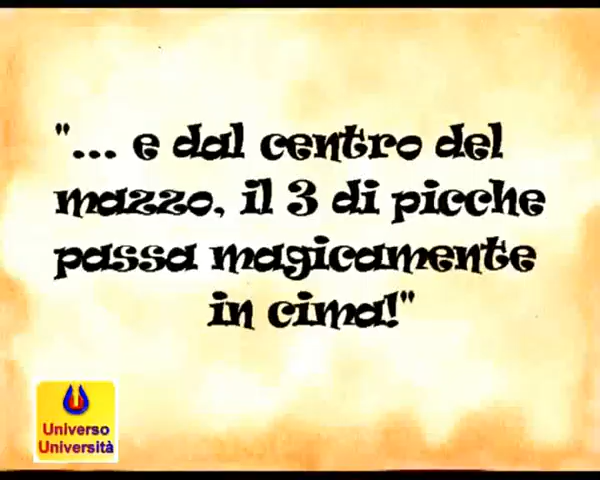 "... e dal centro del
mazzo, il 3 di picche
passa magicamente
in cima!"
Universo
Università